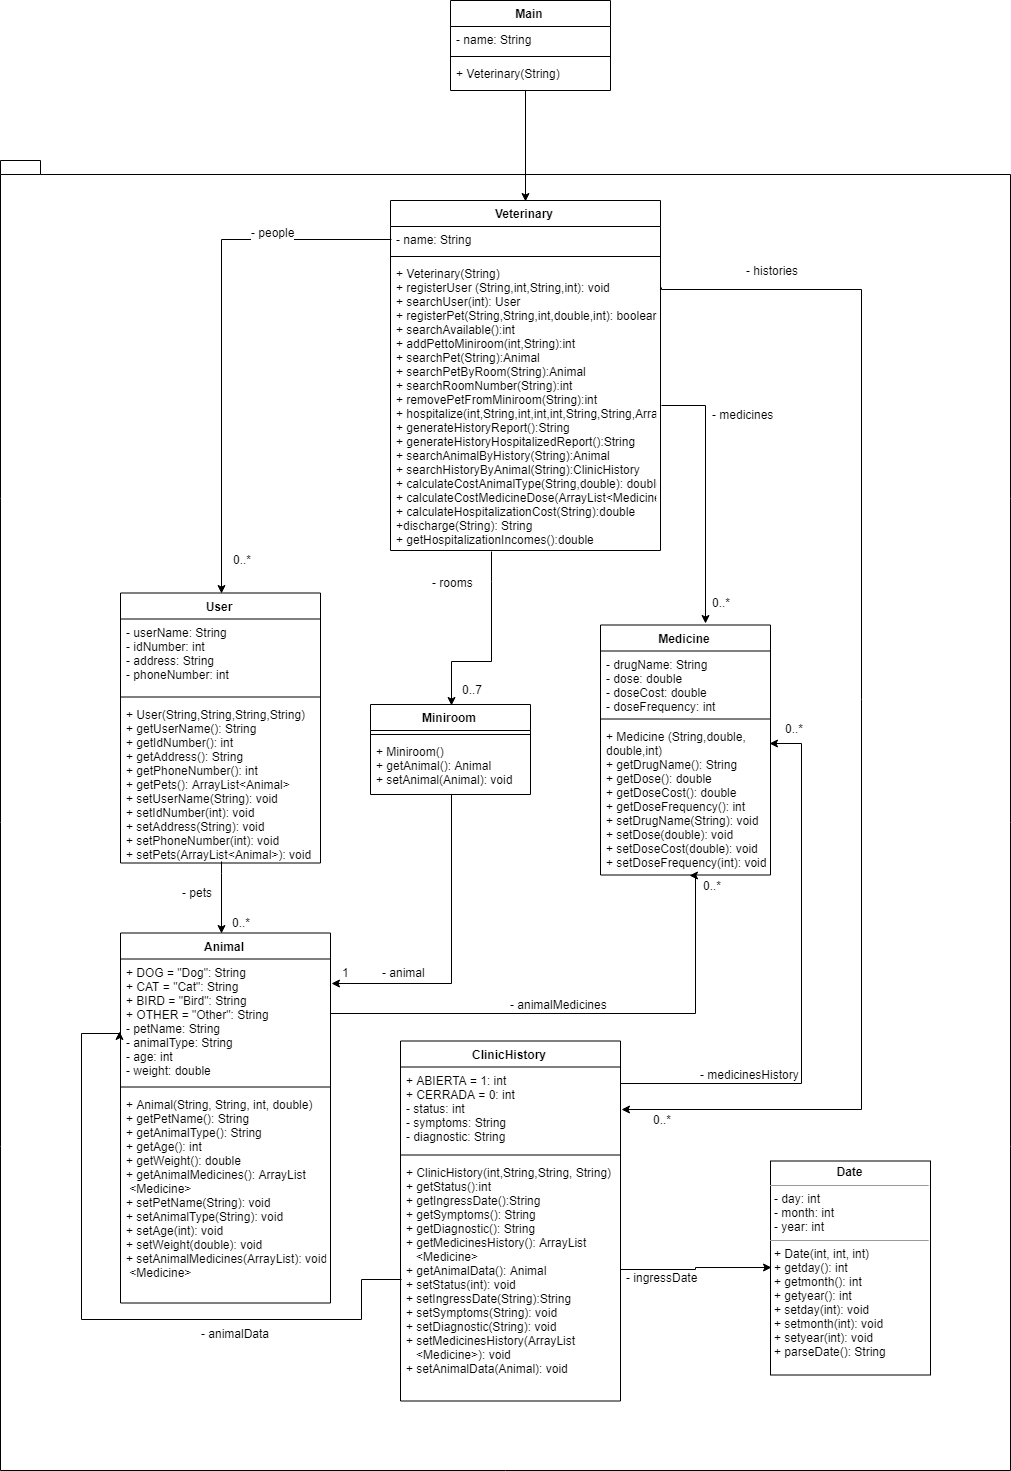 Main
- name: String
+ Veterinary(String)
Veterinary
- name: String
+ Veterinary(String)
+ registerUser (String,int,String,int): void
+ searchUser(int): User
+ registerPet(String,String,int,double,int): boolear
+ searchAvailable():int
+ addPettoMiniroom(int,String):int
+ searchPet(String):Animal
+ searchPetByRoom(String):Animal
+ searchRoomNumber(String):int
+ removePetFromMiniroom(String):int
+ hospitalize(int,String,int,int,int,String,String,Arra
+ generateHistoryReport():String
+ generateHistoryHospitalizedReport():String
+ searchAnimalByHistory(String):Animal
+ searchHistoryByAnimal(String):ClinicHistory
+ calculateCostAnimalType(String,double): doubl
+ calculateCostMedicineDose(ArrayList<Medicin
+ calculateHospitalizationCost(String):double
+discharge(String): String
+ getHospitalizationIncomes():double
- people
- histories
- medicines
0..*
- rooms
0..*
0..7
User
- userName: String
- idNumber: int
- address: String
- phoneNumber: int
+ User(String,String,String,String)
+ getUserName(): String
+ getIdNumber(): int
+ getAddress(): String
+ getPhoneNumber(): int
+ getPets(): ArrayList<Animal>
+ setUserName(String): void
+ setIdNumber(int): void
+ setAddress(String): void
+ setPhoneNumber(int): void
+ setPets(ArrayList<Animal>): void
Miniroom
+ Miniroom()
+ getAnimal(): Animal
+ setAnimal(Animal): void
Medicine
- drugName: String
- dose: double
- doseCost: double
- doseFrequency: int
+ Medicine (String,double,
double,int)
+ getDrugName(): String
+ getDose(): double
+ getDoseCost(): double
+ getDoseFrequency(): int
+ setDrugName(String): void
+ setDose(double): void
+ setDoseCost(double): void
+ setDoseFrequency(int): void
0..*
0..*
- pets
0..*
1
- animal
- animalMedicines
Animal
+ DOG = "Dog": String
+ CAT = "Cat": String
+ BIRD = "Bird": String
+ OTHER = "Other": String
- petName: String
- animalType: String
- age: int
- weight: double
+ Animal(String, String, int, double)
+ getPetName(): String
+ getAnimalType(): String
+ getAge(): int
+ getWeight(): double
+ getAnimalMedicines(): ArrayList
<Medicine>
+ setPetName(String): void
+ setAnimalType(String): void
+ setAge(int): void
+ setWeight(double): void
+ setAnimalMedicines(ArrayList): void
<Medicine>
- animalData
ClinicHistory
+ ABIERTA = 1: int
+ CERRADA = 0: int
- status: int
- symptoms: String
- diagnostic: String
+ ClinicHistory(int,String,String, String)
+ getStatus():int
+ getIngressDate():String
+ getSymptoms(): String
+ getDiagnostic(): String
+ getMedicinesHistory(): ArrayList
<Medicine>
+ getAnimalData(): Animal
+ setStatus(int): void
+ setIngressDate(String):String
+ setSymptoms(String): void
+ setDiagnostic(String): void
+ setMedicinesHistory(ArrayList
<Medicine>): void
+ setAnimalData(Animal): void
- medicinesHistory
0..*
- ingressDate
Date
- day: int
- month: int
- year: int
+ Date(int, int, int)
+ getday(): int
+ getmonth(): int
+ getyear(): int
+ setday(int): void
+ setmonth(int): void
+ setyear(int): void
+ parseDate(): String